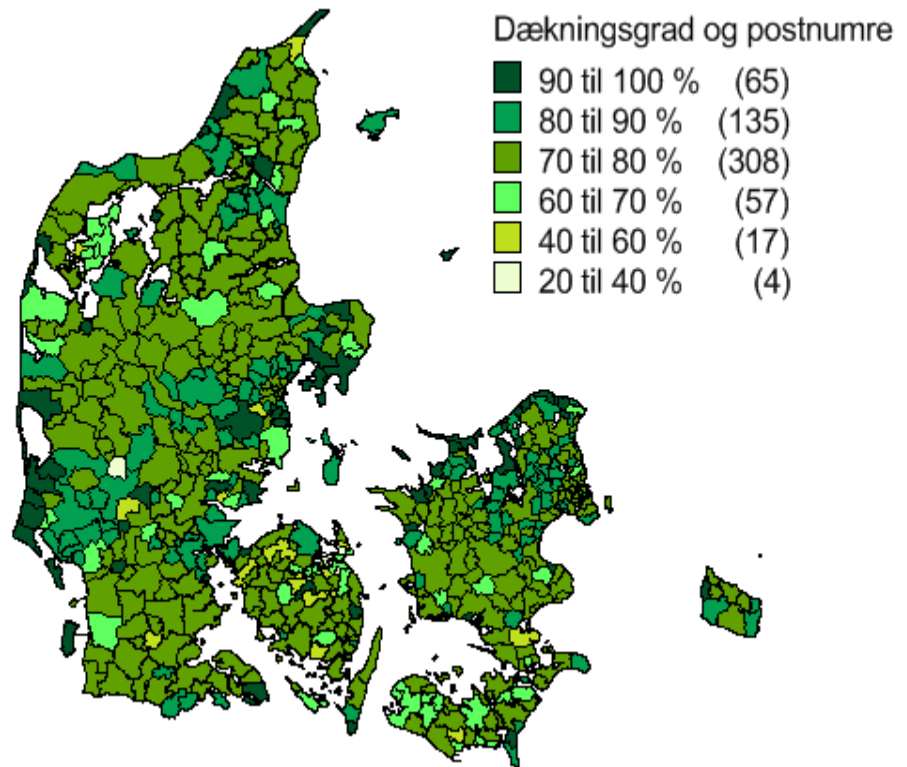 Dækningsgrad og postnumre
90 til 100 % (65)
80 til 90 % (135)
70 til 80 % (308)
60 til 70 % (57)
40 til 60 % (17)
20 til 40 % (4)